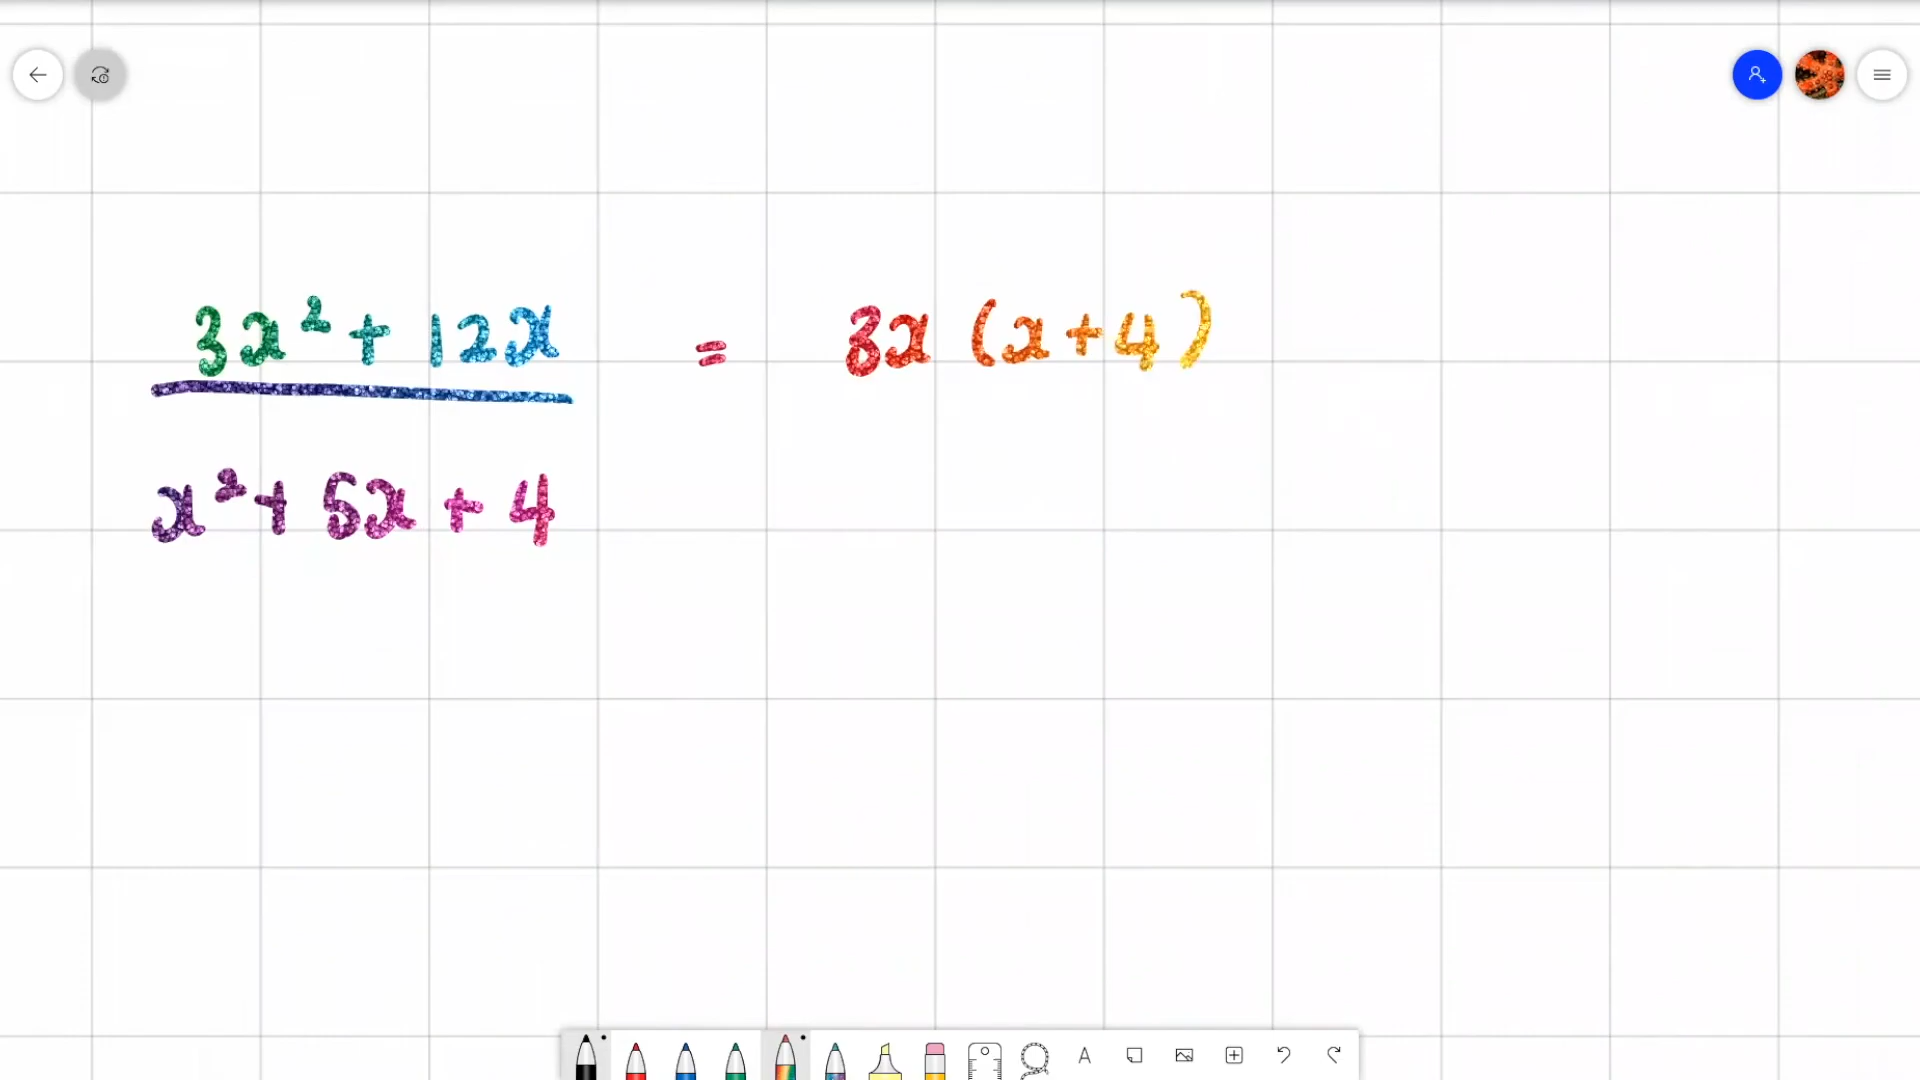 3x² + 12x = 3x (x+4)
x² + 5x + 4
A